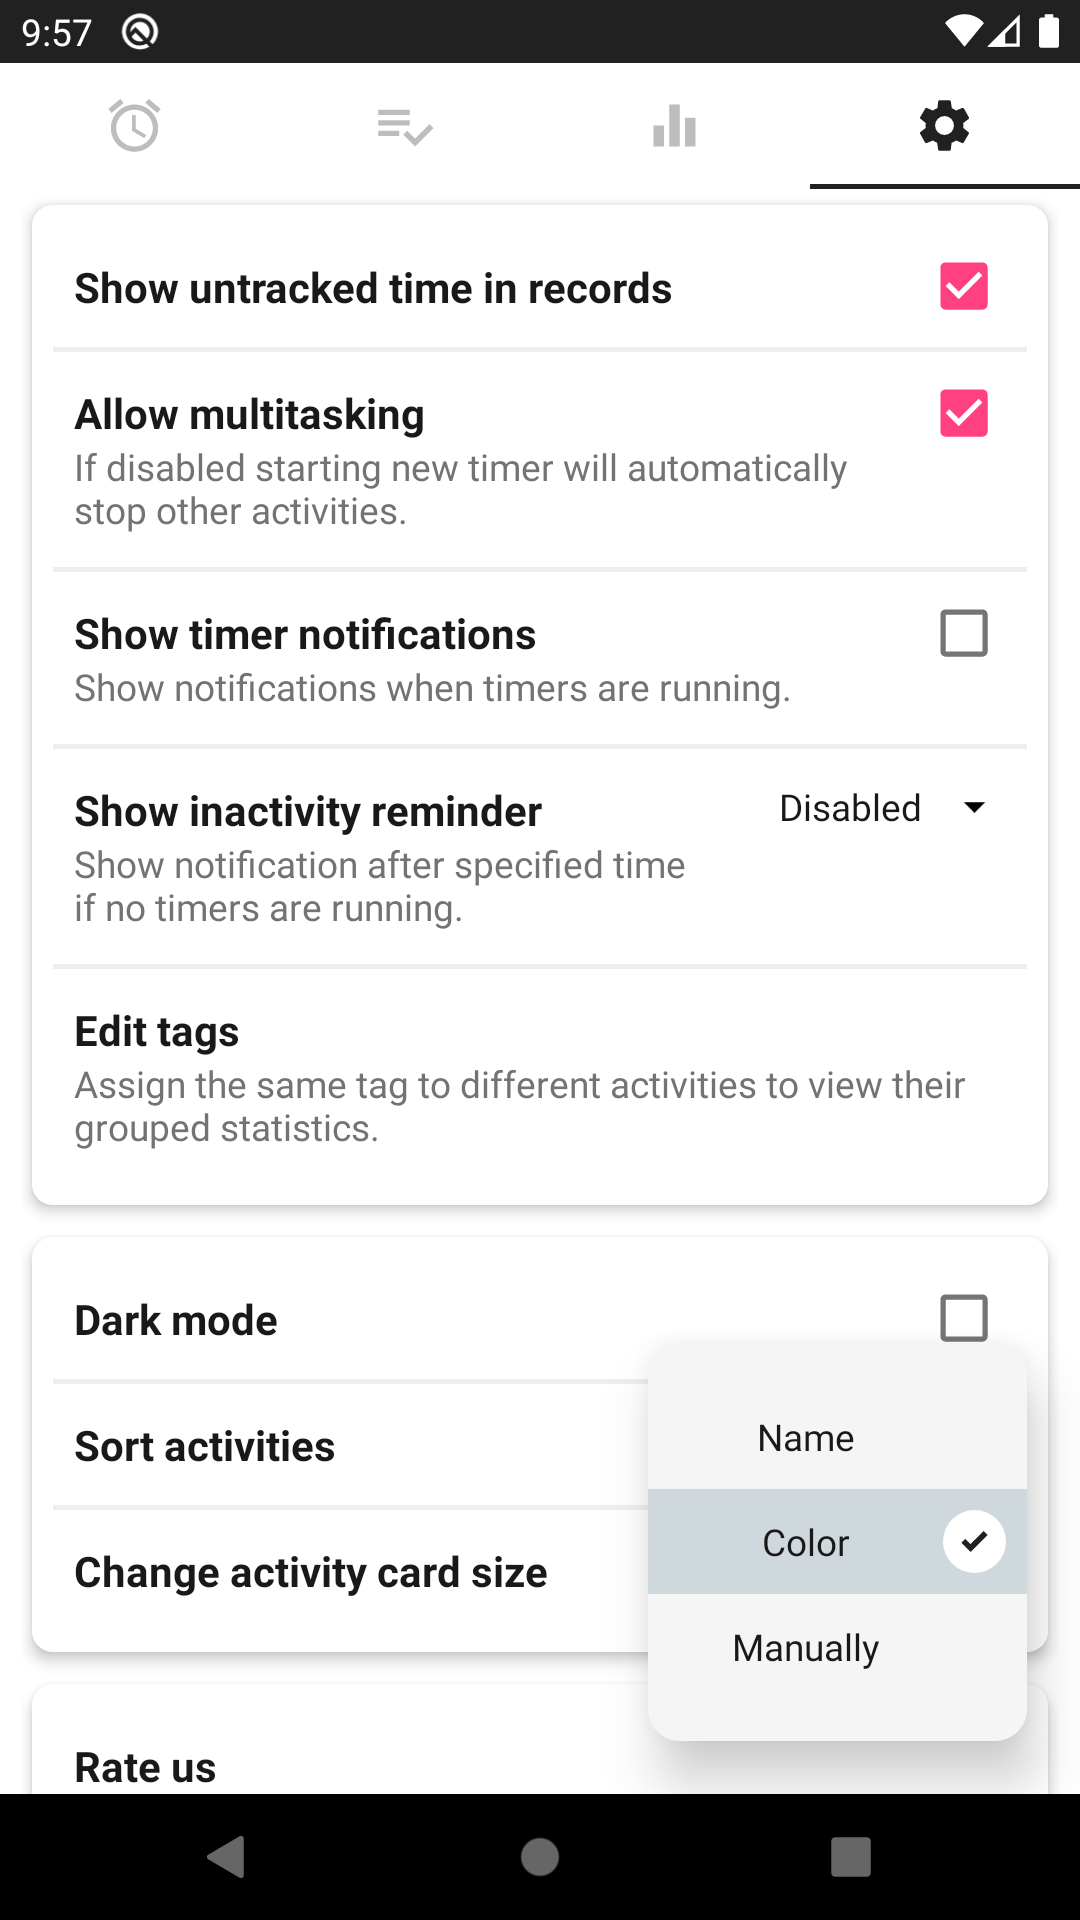 9:57
Show untracked time in records
Allow multitasking
If disabled starting new timer will automatically
stop other activities.
Show timer notifications
Show notifications when timers are running.
Show inactivity reminder
Disabled
Show notification after specified time
if no timers are running.
Edit tags
Assign the same tag to different activities to view their
grouped statistics.
Dark mode
Name
Sort activities
Color
Change activity card size
Manually
Rate us